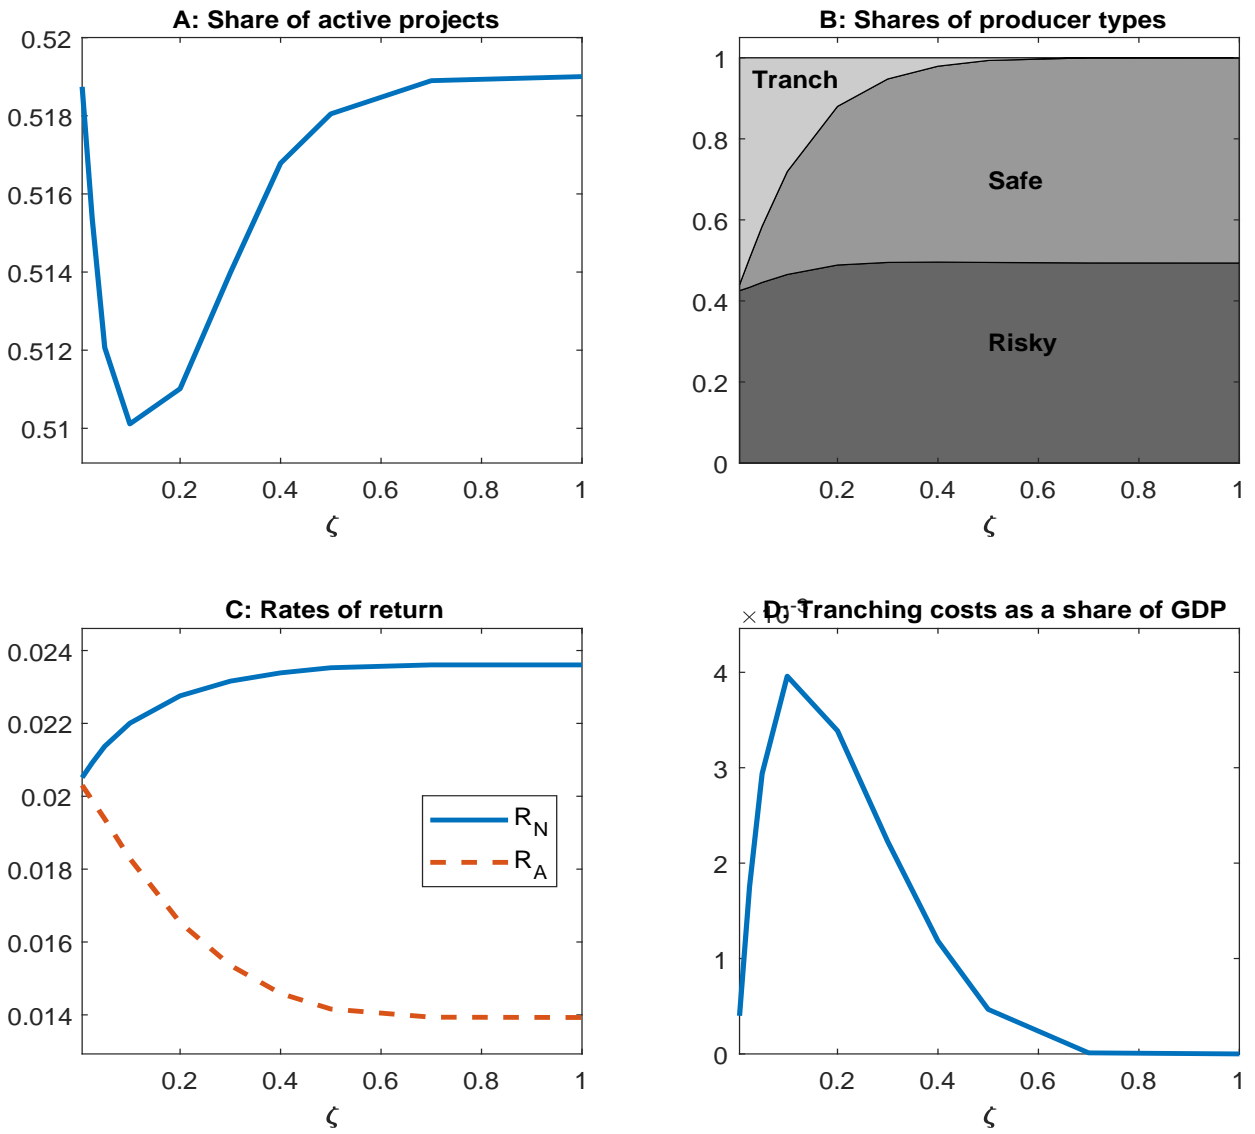 A: Share of active projects
0.52
0.518
0.516
0.514
0.512
0.51
0.2 0.4 0.6 0.8 1
ζ
B: Shares of producer types
1
0.8
0.6
0.4
0.2
0
Tranch
Safe
Risky
0.2 0.4 0.6 0.8 1
ζ
C: Rates of return
0.024
0.022
0.02
0.018
0.016
0.014
R_N
R_A
0.2 0.4 0.6 0.8 1
ζ
D: Tranching costs as a share of GDP
× 10^-3
4
3
2
1
0
0.2 0.4 0.6 0.8 1
ζ